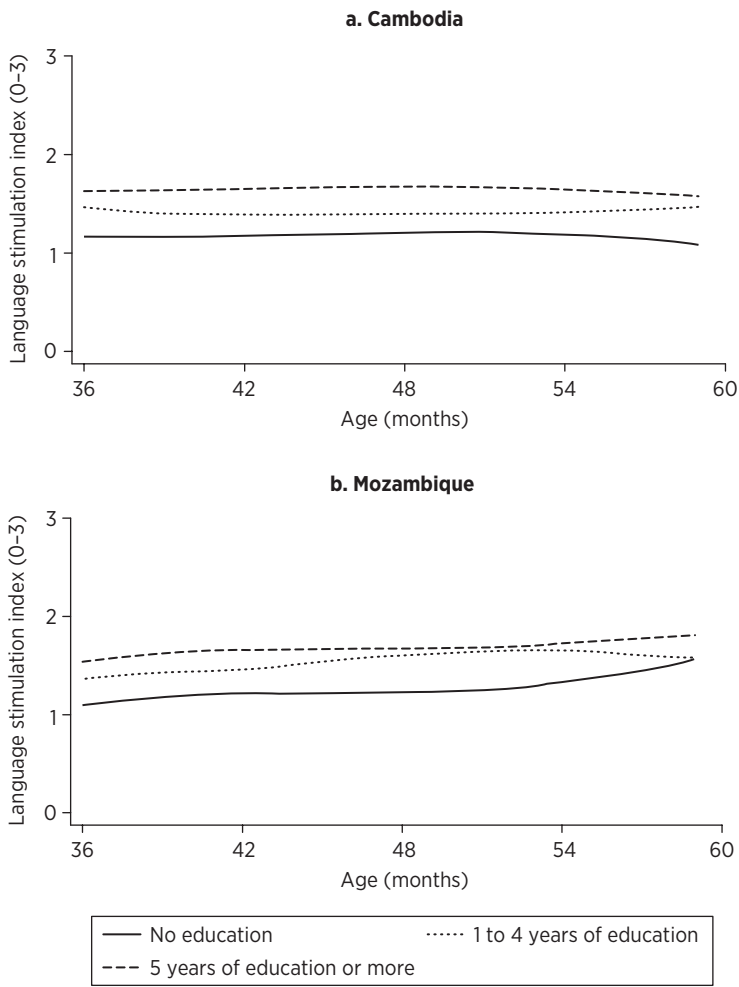 a. Cambodia
Language stimulation index (0–3)
3
2
1
0
36 42 48 54 60
Age (months)
b. Mozambique
Language stimulation index (0–3)
3
2
1
0
36 42 48 54 60
Age (months)
No education 1 to 4 years of education
5 years of education or more